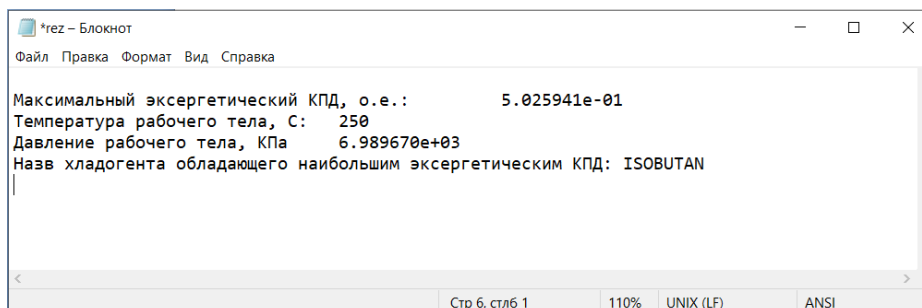 *rez – Блокнот
Файл Правка Формат Вид Справка
Максимальный эксергетический КПД, о.е.: 5.025941e-01
Температура рабочего тела, С: 250
Давление рабочего тела, КПа 6.989670e+03
Назв хладогента обладающего наибольшим эксергетическим КПД: ISOBUTAN
Стр 6, стлб 1 110% UNIX (LF) ANSI